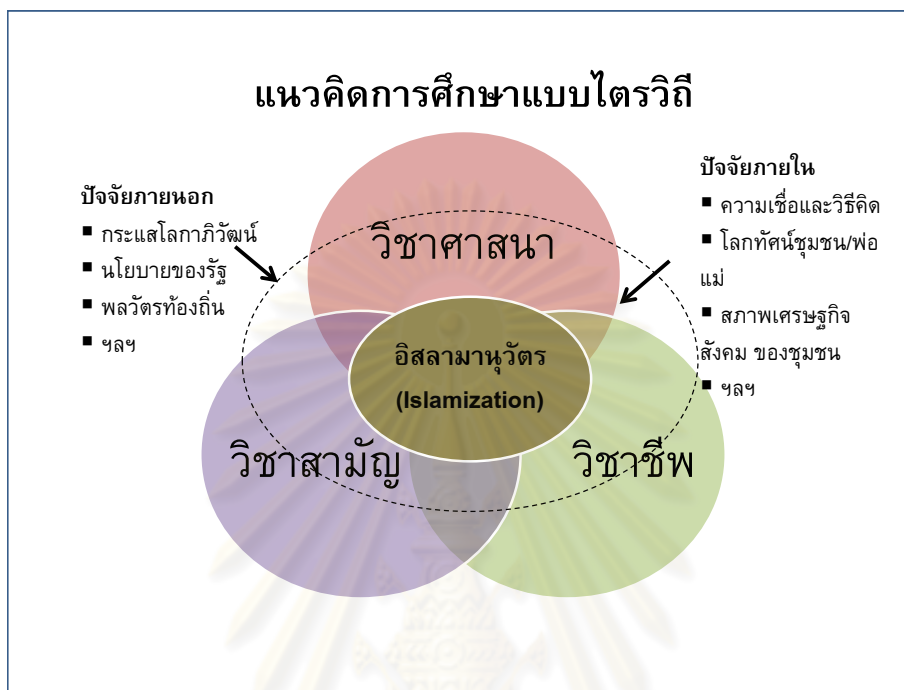 แนวคิดการศึกษาแบบไตรวิถี
ปัจจัยภายนอก
▪ กระแสโลกาภิวัฒน์
▪ นโยบายของรัฐ
▪ พลวัตรท้องถิ่น
▪ ฯลฯ
ปัจจัยภายใน
▪ ความเชื่อและวิธีคิด
▪ โลกทัศน์ชุมชน/พ่อ
แม่
▪ สภาพเศรษฐกิจ
สังคม ของชุมชน
▪ ฯลฯ
วิชาศาสนา
อิสลามานุวัตร
(Islamization)
วิชาสามัญ
วิชาชีพ